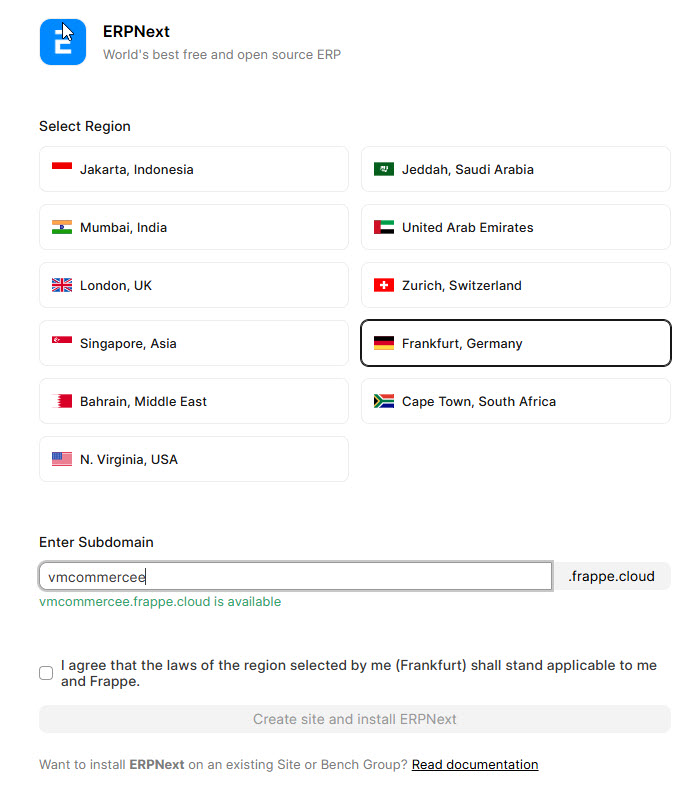 ERPNext
World's best free and open source ERP
Select Region
Jakarta, Indonesia
Jeddah, Saudi Arabia
Mumbai, India
United Arab Emirates
London, UK
Zurich, Switzerland
Singapore, Asia
Frankfurt, Germany
Bahrain, Middle East
Cape Town, South Africa
N. Virginia, USA
Enter Subdomain
vmcommercee
.frappe.cloud
vmcommercee.frappe.cloud is available
I agree that the laws of the region selected by me (Frankfurt) shall stand applicable to me
and Frappe.
Create site and install ERPNext
Want to install ERPNext on an existing Site or Bench Group? Read documentation